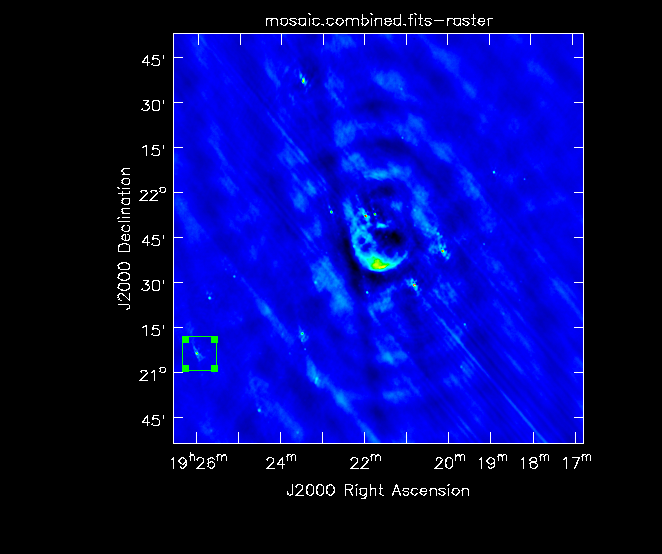 mosaic.combined.fits-raster
45'
30'
15'
22°
45'
30'
15'
21°
45'
J2000 Declination
19ʰ26ᵐ 24ᵐ 22ᵐ 20ᵐ 19ᵐ 18ᵐ 17ᵐ
J2000 Right Ascension